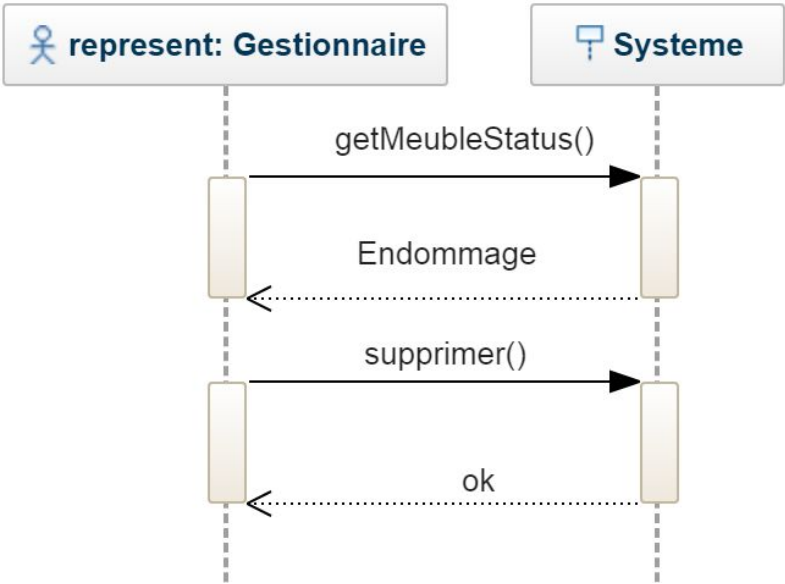 represent: Gestionnaire
Systeme
getMeubleStatus()
Endommage
supprimer()
ok